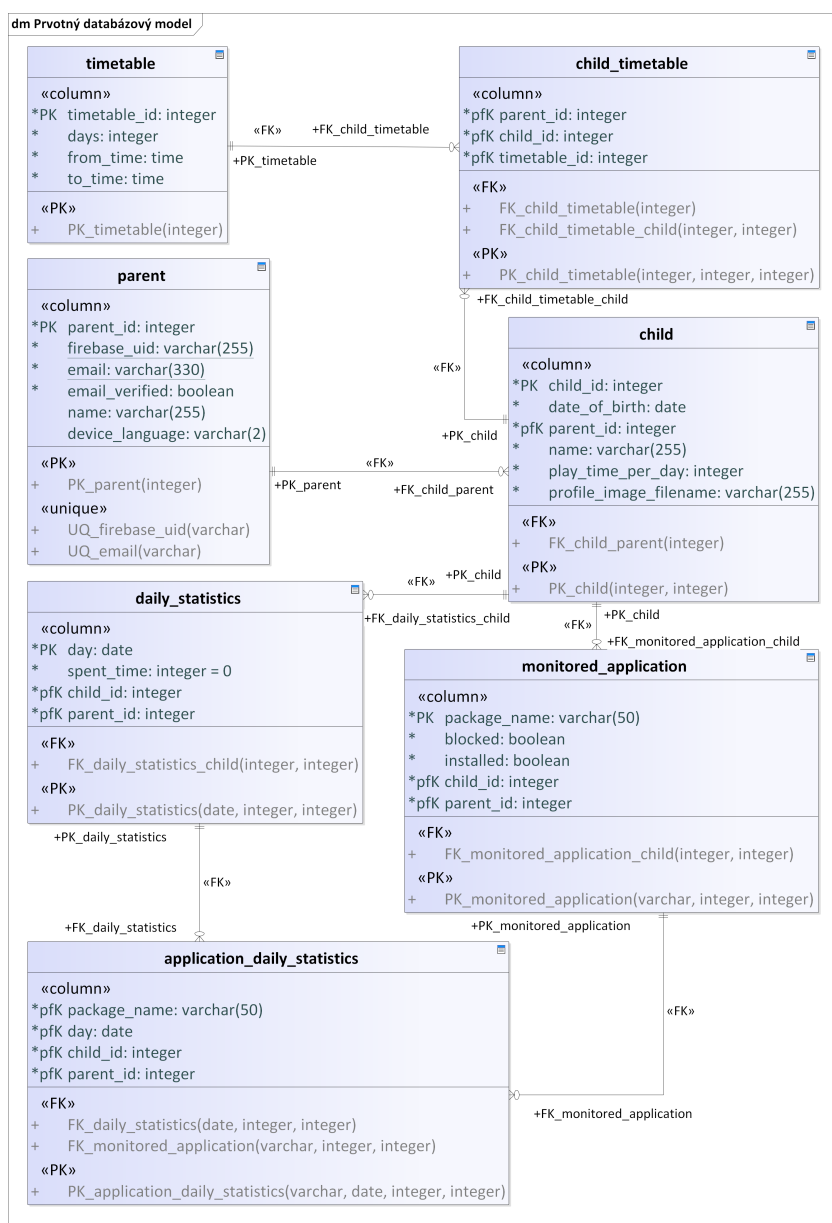 dm Prvotný databázový model
timetable
«column»
*PK timetable_id: integer
* days: integer
* from_time: time
* to_time: time
«PK»
+ PK_timetable(integer)
«FK»
+FK_child_timetable
+PK_timetable
child_timetable
«column»
*pfK parent_id: integer
*pfK child_id: integer
*pfK timetable_id: integer
«FK»
+ FK_child_timetable(integer)
+ FK_child_timetable_child(integer, integer)
«PK»
+ PK_child_timetable(integer, integer, integer)
+FK_child_timetable_child
«FK»
+PK_child
parent
«column»
*PK parent_id: integer
* firebase_uid: varchar(255)
* email: varchar(330)
* email_verified: boolean
name: varchar(255)
device_language: varchar(2)
«PK»
+ PK_parent(integer)
«unique»
+ UQ_firebase_uid(varchar)
+ UQ_email(varchar)
«FK»
+PK_parent
+FK_child_parent
child
«column»
*PK child_id: integer
* date_of_birth: date
*pfK parent_id: integer
* name: varchar(255)
* play_time_per_day: integer
* profile_image_filename: varchar(255)
«FK»
+ FK_child_parent(integer)
«PK»
+ PK_child(integer, integer)
+PK_child
«FK»
+FK_daily_statistics_child
+PK_child
«FK»
+FK_monitored_application_child
daily_statistics
«column»
*PK day: date
* spent_time: integer = 0
*pfK child_id: integer
*pfK parent_id: integer
«FK»
+ FK_daily_statistics_child(integer, integer)
«PK»
+ PK_daily_statistics(date, integer, integer)
+PK_daily_statistics
«FK»
+FK_daily_statistics
monitored_application
«column»
*PK package_name: varchar(50)
* blocked: boolean
* installed: boolean
*pfK child_id: integer
*pfK parent_id: integer
«FK»
+ FK_monitored_application_child(integer, integer)
«PK»
+ PK_monitored_application(varchar, integer, integer)
+PK_monitored_application
«FK»
+FK_monitored_application
application_daily_statistics
«column»
*pfK package_name: varchar(50)
*pfK day: date
*pfK child_id: integer
*pfK parent_id: integer
«FK»
+ FK_daily_statistics(date, integer, integer)
+ FK_monitored_application(varchar, integer, integer)
«PK»
+ PK_application_daily_statistics(varchar, date, integer, integer)